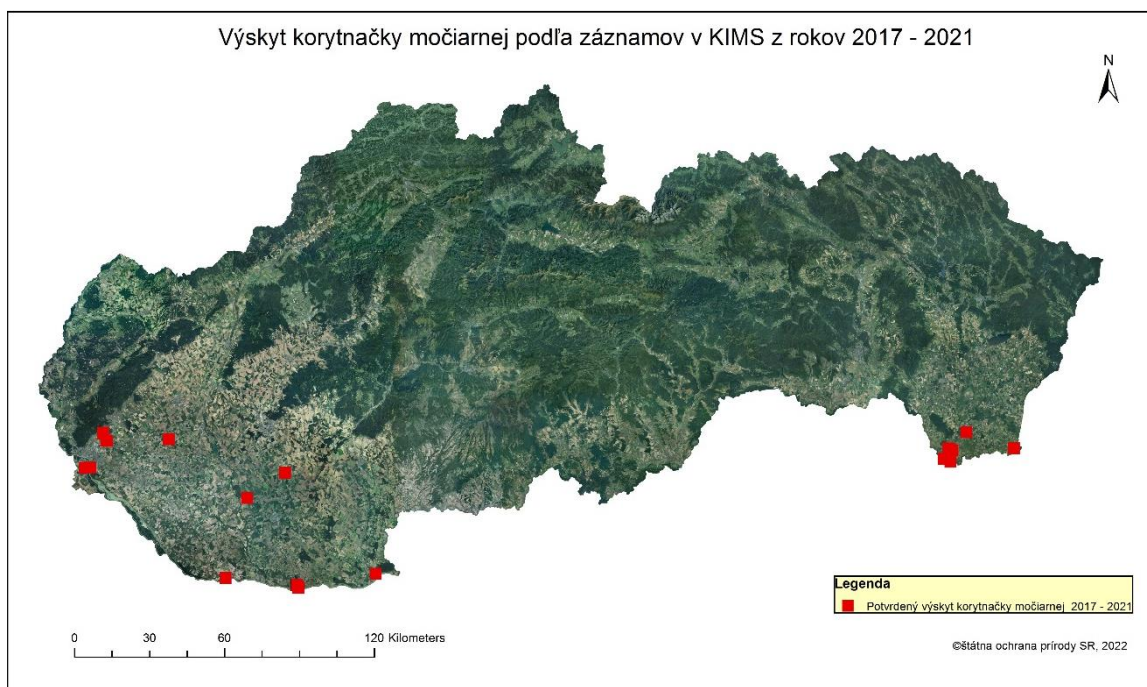 Výskyt korytnačky močiarnej podľa záznamov v KIMS z rokov 2017 - 2021
N
Legenda
Potvrdený výskyt korytnačky močiarnej 2017 - 2021
0 30 60 120 Kilometers
©štátna ochrana prírody SR, 2022